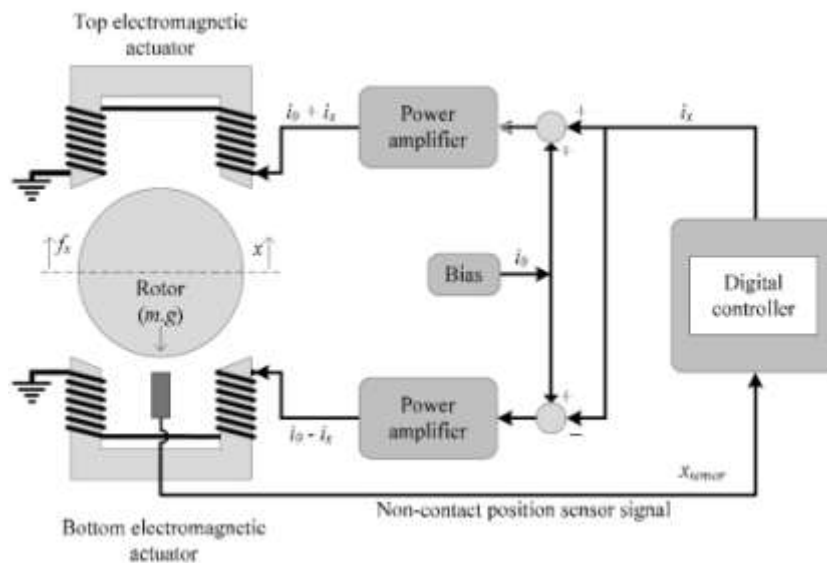 Top electromagnetic
actuator
i₀ + iₓ
Power
amplifier
+
+
iₓ
fₓ
x
Rotor
(m.g)
Bias
i₀
Digital
controller
i₀ - iₓ
Power
amplifier
+
−
x_sensor
Non-contact position sensor signal
Bottom electromagnetic
actuator